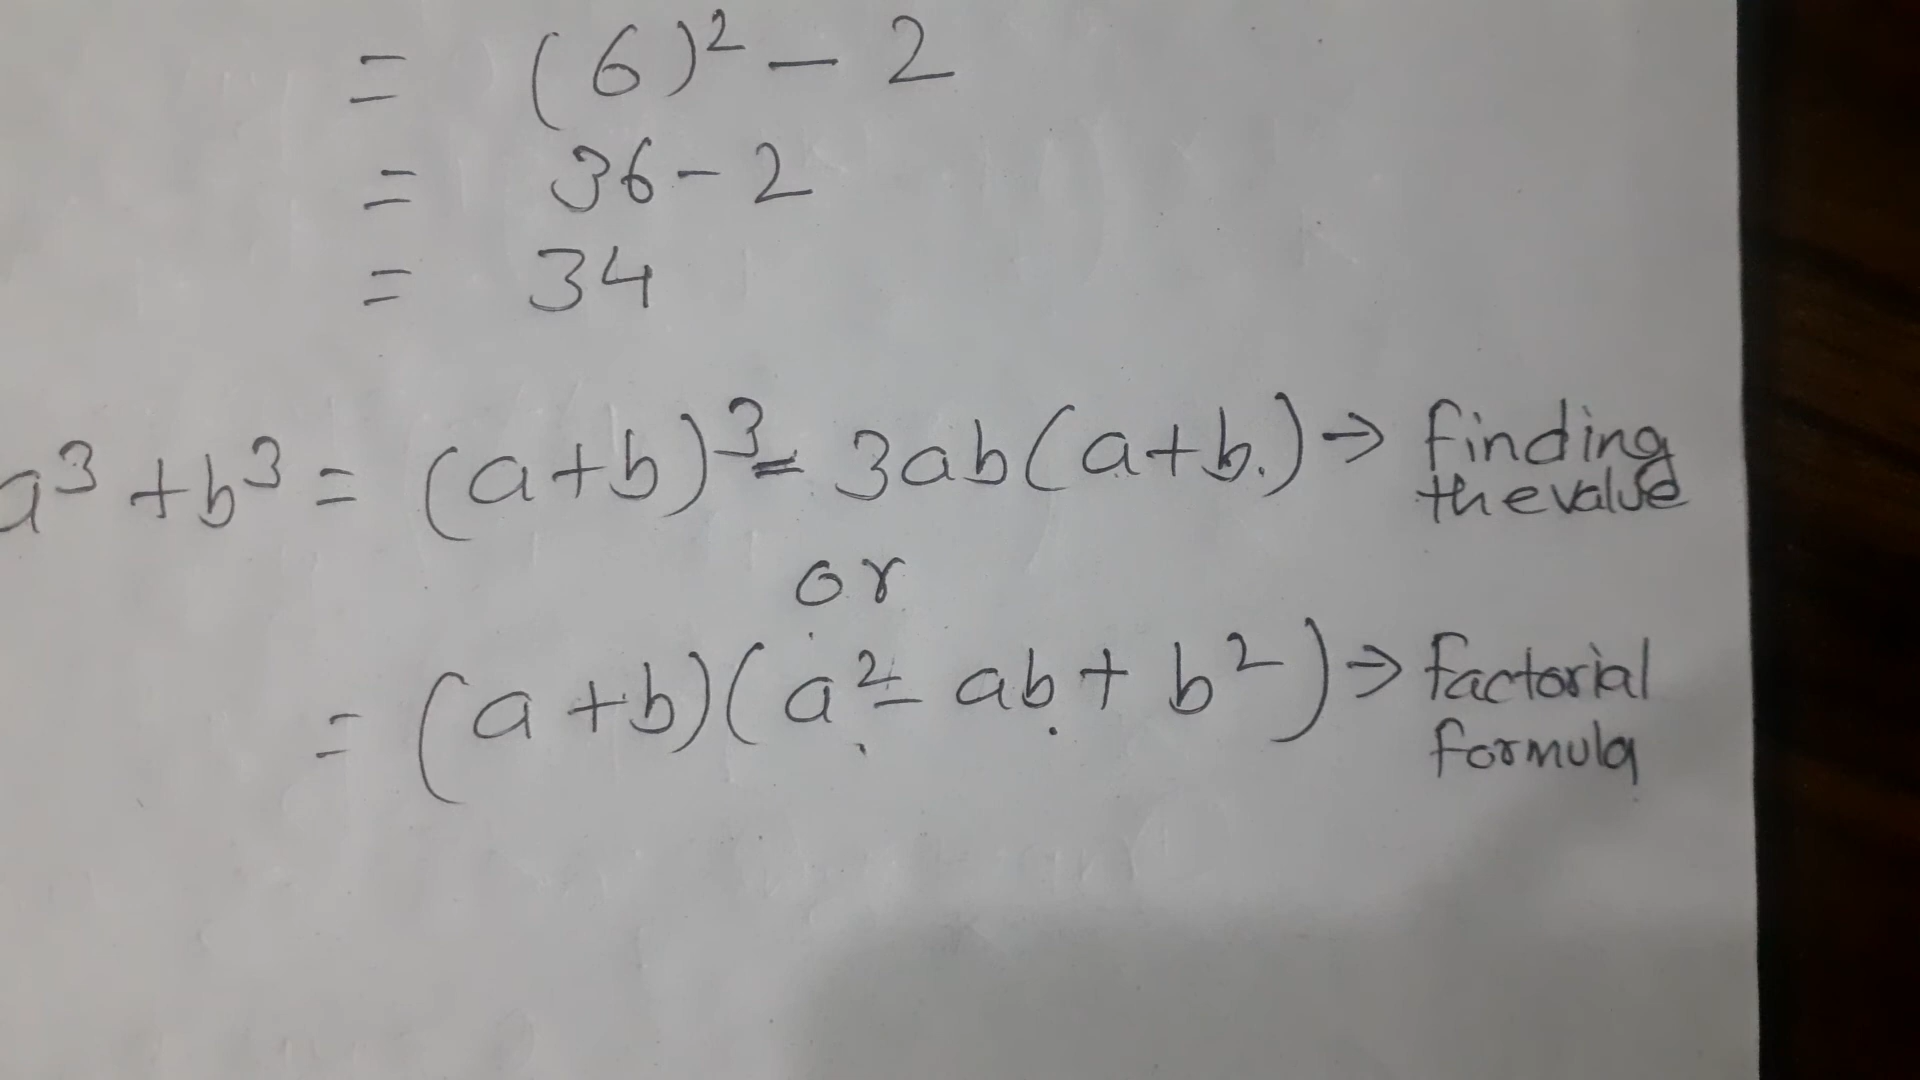 = (6)² - 2
= 36 - 2
= 34
a³ + b³ = (a+b)³ - 3ab(a+b) → finding the value
or
= (a+b)(a² - ab + b²) → factorial formula